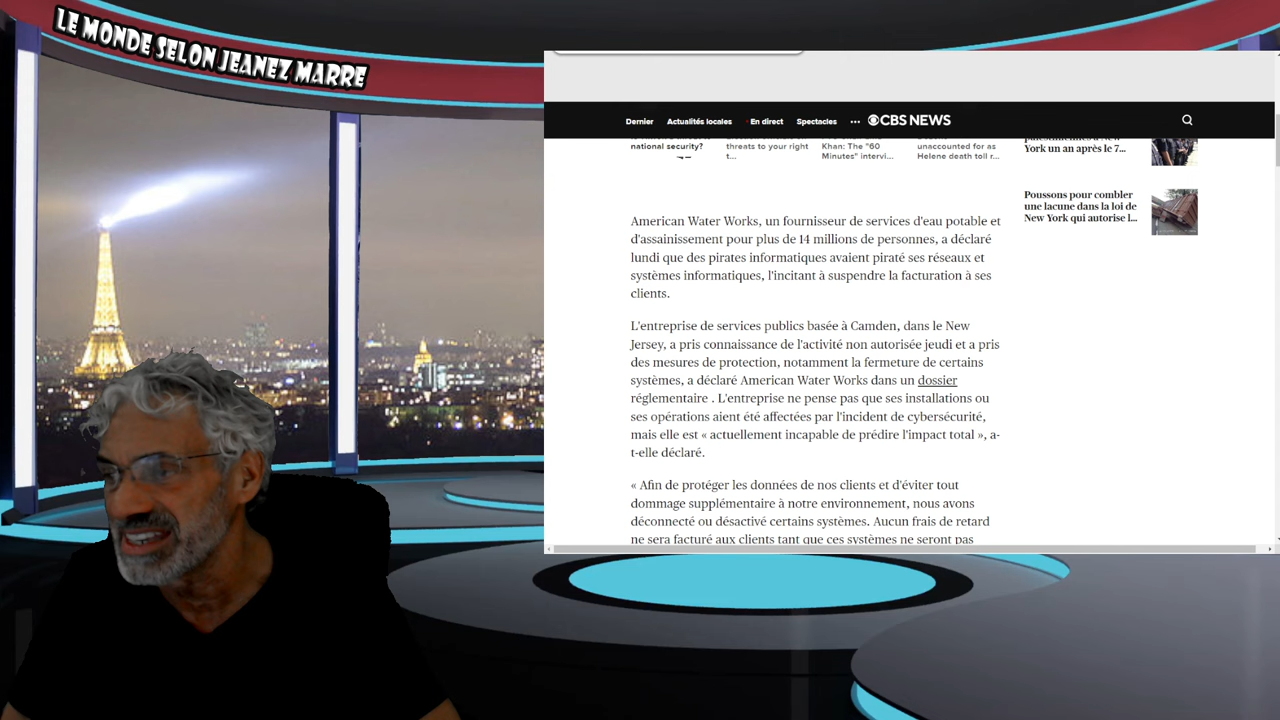 LE MONDE SELON JEANEZ MARRE
Dernier Actualités locales En direct Spectacles ••• CBS NEWS
national security?
threats to your right
t...
Khan: The "60
Minutes" intervi...
unaccounted for as
Helene death toll r...
York un an après le 7...
Poussons pour combler
une lacune dans la loi de
New York qui autorise l...
American Water Works, un fournisseur de services d'eau potable et
d'assainissement pour plus de 14 millions de personnes, a déclaré
lundi que des pirates informatiques avaient piraté ses réseaux et
systèmes informatiques, l'incitant à suspendre la facturation à ses
clients.
L'entreprise de services publics basée à Camden, dans le New
Jersey, a pris connaissance de l'activité non autorisée jeudi et a pris
des mesures de protection, notamment la fermeture de certains
systèmes, a déclaré American Water Works dans un dossier
réglementaire . L'entreprise ne pense pas que ses installations ou
ses opérations aient été affectées par l'incident de cybersécurité,
mais elle est « actuellement incapable de prédire l'impact total », a-
t-elle déclaré.
« Afin de protéger les données de nos clients et d'éviter tout
dommage supplémentaire à notre environnement, nous avons
déconnecté ou désactivé certains systèmes. Aucun frais de retard
ne sera facturé aux clients tant que ces systèmes ne seront pas